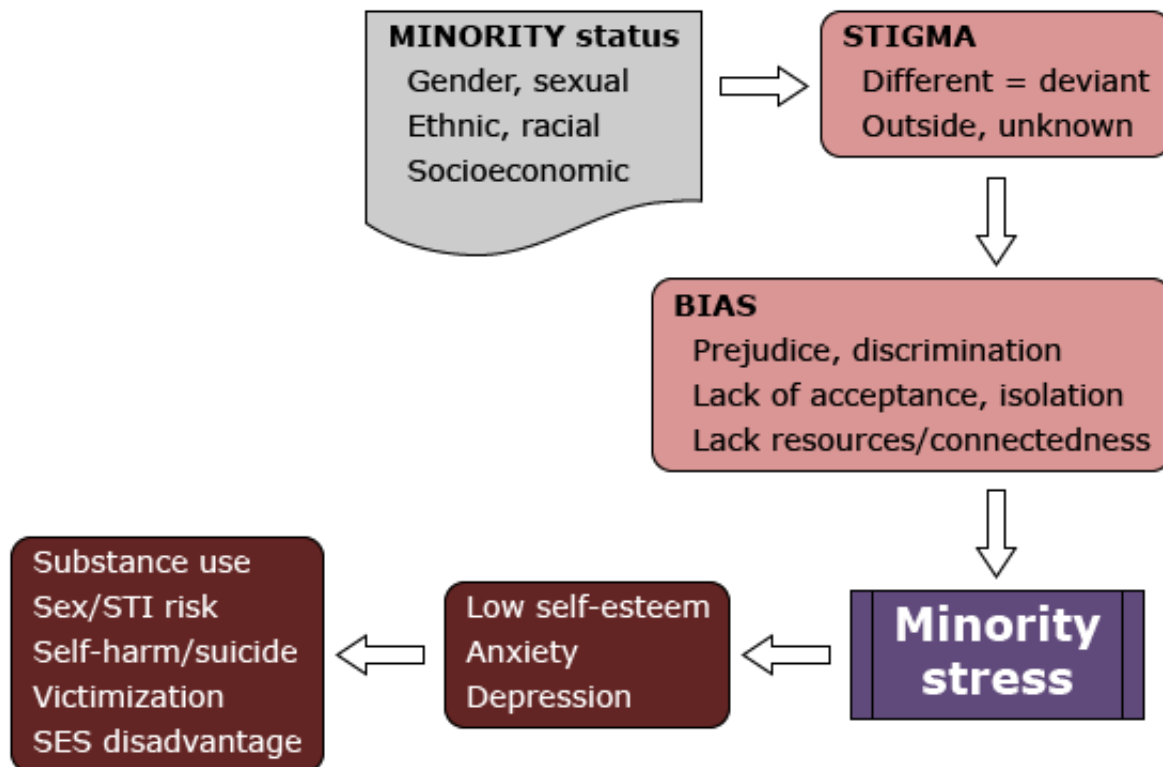 MINORITY status
Gender, sexual
Ethnic, racial
Socioeconomic
STIGMA
Different = deviant
Outside, unknown
BIAS
Prejudice, discrimination
Lack of acceptance, isolation
Lack resources/connectedness
Minority
stress
Low self-esteem
Anxiety
Depression
Substance use
Sex/STI risk
Self-harm/suicide
Victimization
SES disadvantage